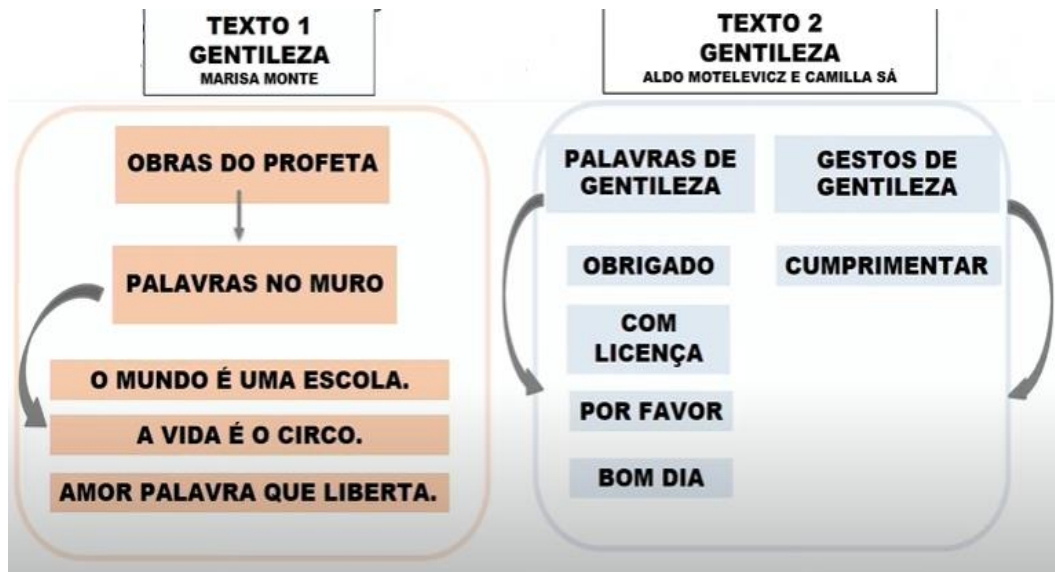 TEXTO 1
GENTILEZA
MARISA MONTE
OBRAS DO PROFETA
PALAVRAS NO MURO
O MUNDO É UMA ESCOLA.
A VIDA É O CIRCO.
AMOR PALAVRA QUE LIBERTA.
TEXTO 2
GENTILEZA
ALDO MOTELEVICZ E CAMILLA SÁ
PALAVRAS DE
GENTILEZA
OBRIGADO
COM
LICENÇA
POR FAVOR
BOM DIA
GESTOS DE
GENTILEZA
CUMPRIMENTAR